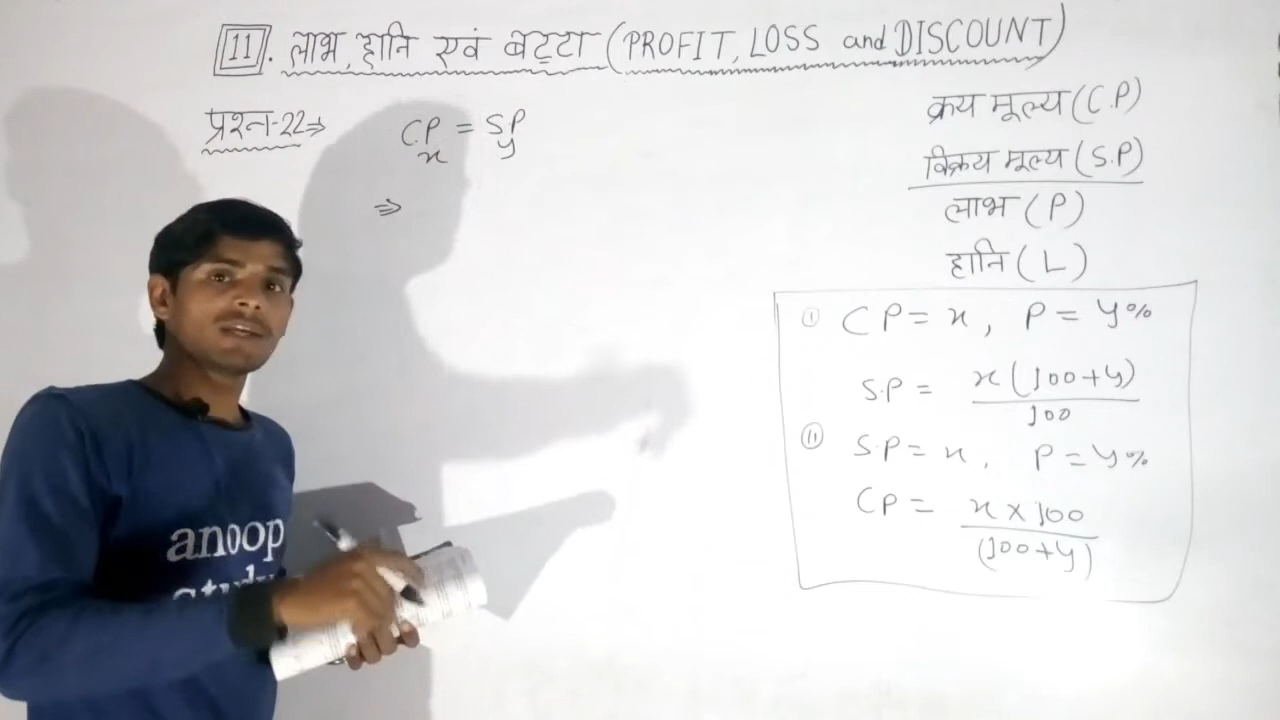 11. लाभ, हानि एवं बट्टा (PROFIT, LOSS and DISCOUNT)
प्रश्न-22⇒ C.P = S.P
x y
⇒
क्रय मूल्य (C.P)
विक्रय मूल्य (S.P)
लाभ (P)
हानि (L)
(i) CP = x, P = y%
S.P = x(100+y)
100
(ii) S.P = x, P = y%
CP = x × 100
(100+y)
anoop
study